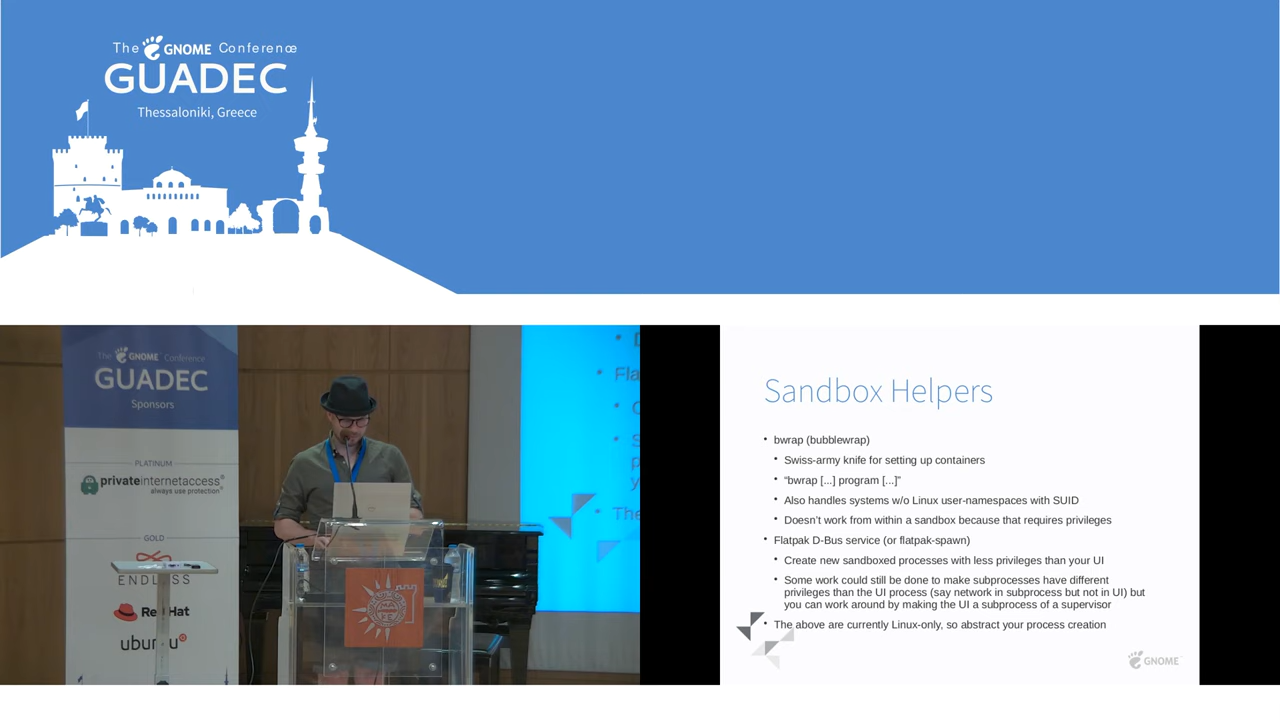 The GNOME Conference
GUADEC
Thessaloniki, Greece
The GNOME Conference
GUADEC
Sponsors
PLATINUM
privateinternetaccess®
always use protection®
GOLD
ENDLESS
Red Hat
ubuntu
Fla
The
Sandbox Helpers
• bwrap (bubblewrap)
• Swiss-army knife for setting up containers
• “bwrap [...] program [...]”
• Also handles systems w/o Linux user-namespaces with SUID
• Doesn’t work from within a sandbox because that requires privileges
• Flatpak D-Bus service (or flatpak-spawn)
• Create new sandboxed processes with less privileges than your UI
• Some work could still be done to make subprocesses have different
privileges than the UI process (say network in subprocess but not in UI) but
you can work around by making the UI a subprocess of a supervisor
• The above are currently Linux-only, so abstract your process creation
GNOME